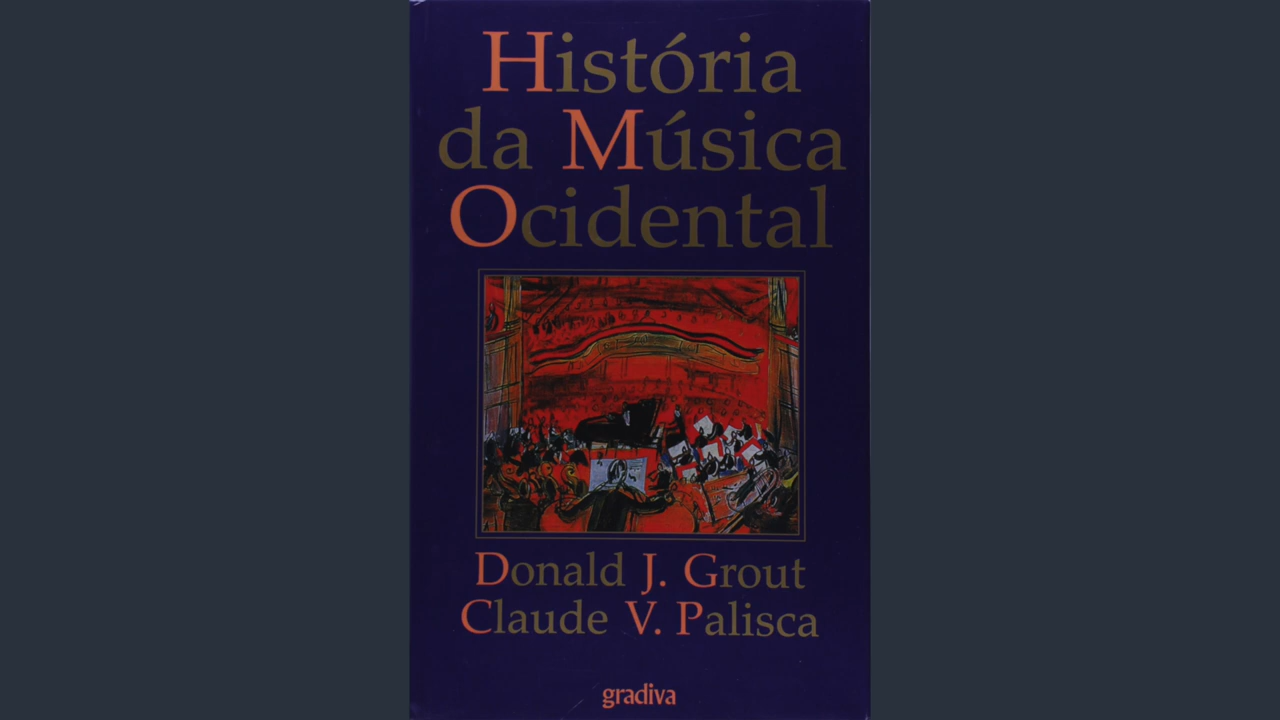 História
da Música
Ocidental
Donald J. Grout
Claude V. Palisca
gradiva